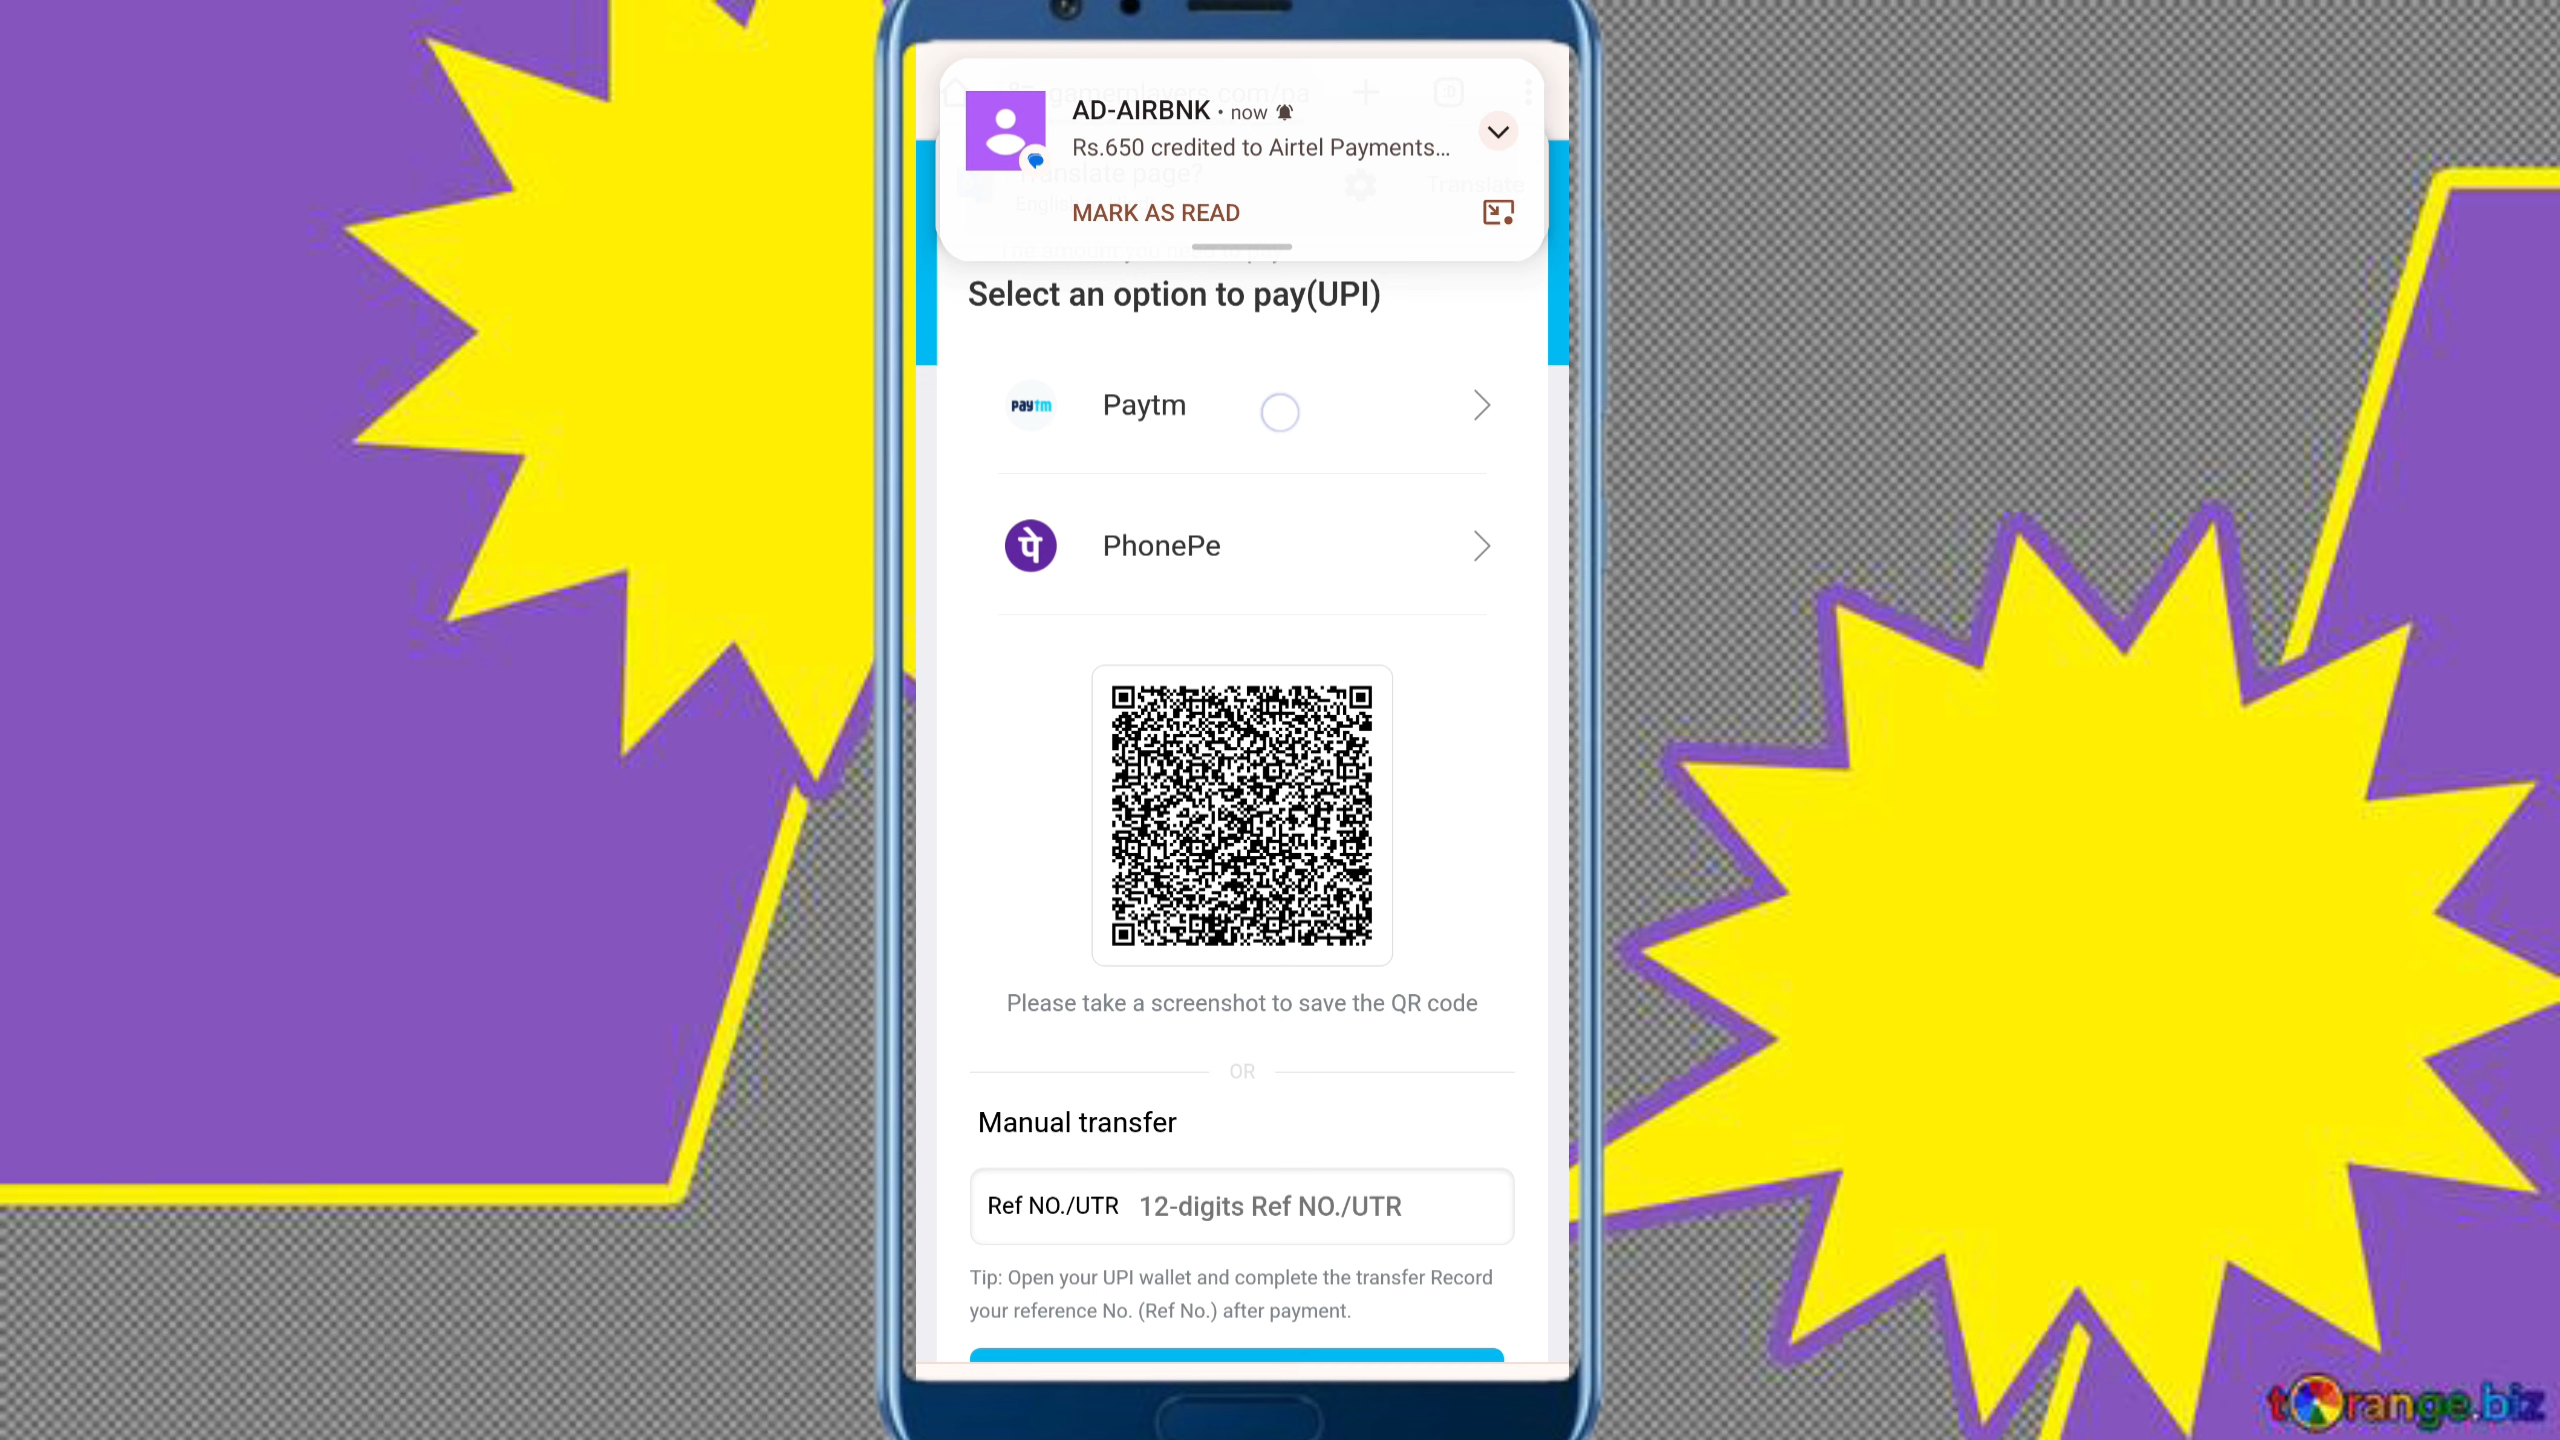 AD-AIRBNK • now
Rs.650 credited to Airtel Payments...
MARK AS READ
Translate page?
Translate
Select an option to pay(UPI)
paytm Paytm
पे PhonePe
Please take a screenshot to save the QR code
OR
Manual transfer
Ref NO./UTR 12-digits Ref NO./UTR
Tip: Open your UPI wallet and complete the transfer Record
your reference No. (Ref No.) after payment.
tOrange.biz